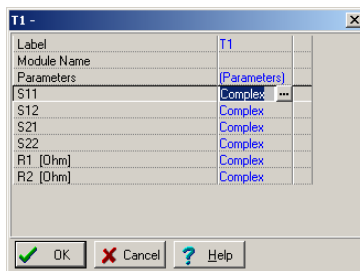 T1 -
Label T1
Module Name
Parameters (Parameters)
S11 Complex ...
S12 Complex
S21 Complex
S22 Complex
R1 [Ohm] Complex
R2 [Ohm] Complex
OK Cancel ? Help